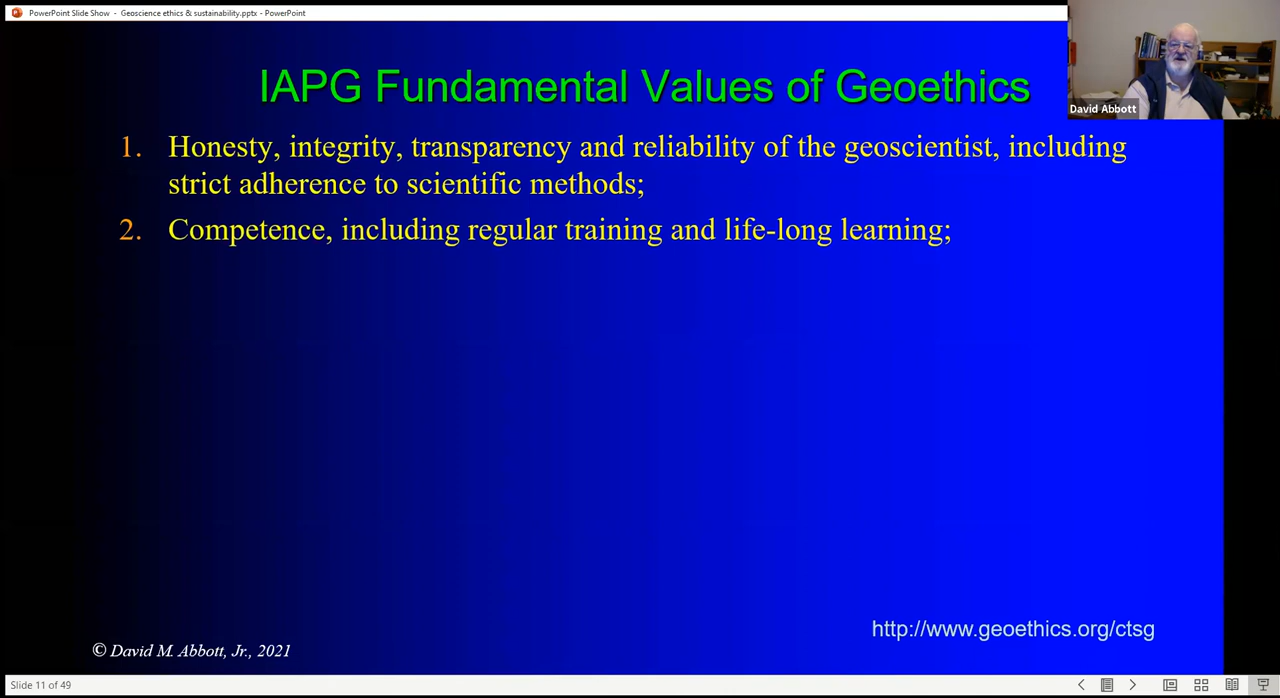 PowerPoint Slide Show - Geoscience ethics & sustainability.pptx - PowerPoint
David Abbott
IAPG Fundamental Values of Geoethics
1. Honesty, integrity, transparency and reliability of the geoscientist, including
strict adherence to scientific methods;
2. Competence, including regular training and life-long learning;
http://www.geoethics.org/ctsg
© David M. Abbott, Jr., 2021
Slide 11 of 49